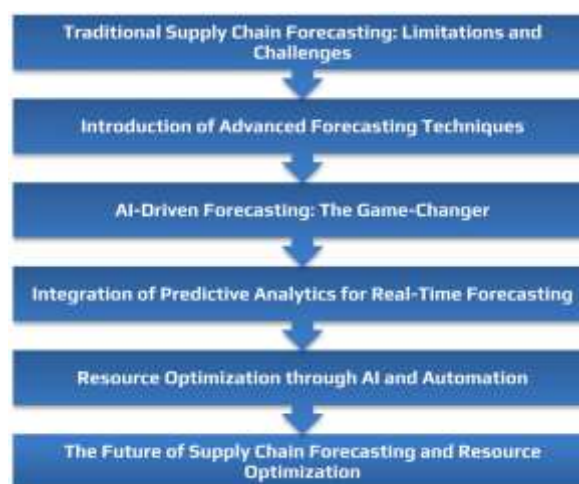 Traditional Supply Chain Forecasting: Limitations and
Challenges
Introduction of Advanced Forecasting Techniques
AI-Driven Forecasting: The Game-Changer
Integration of Predictive Analytics for Real-Time Forecasting
Resource Optimization through AI and Automation
The Future of Supply Chain Forecasting and Resource
Optimization